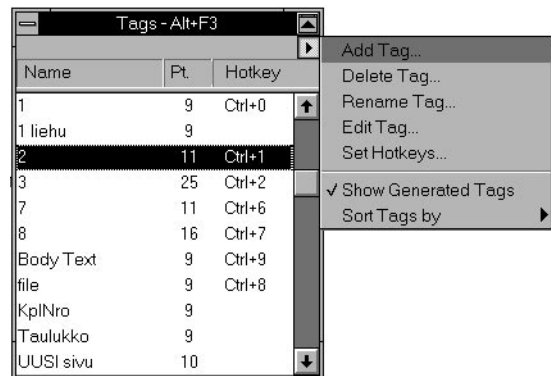 Tags - Alt+F3
Name Pt. Hotkey
1 9 Ctrl+0
1 liehu 9
2 11 Ctrl+1
3 25 Ctrl+2
7 11 Ctrl+6
8 16 Ctrl+7
Body Text 9 Ctrl+9
file 9 Ctrl+8
KplNro 9
Taulukko 9
UUSI sivu 10
Add Tag...
Delete Tag...
Rename Tag...
Edit Tag...
Set Hotkeys...
✓ Show Generated Tags
Sort Tags by